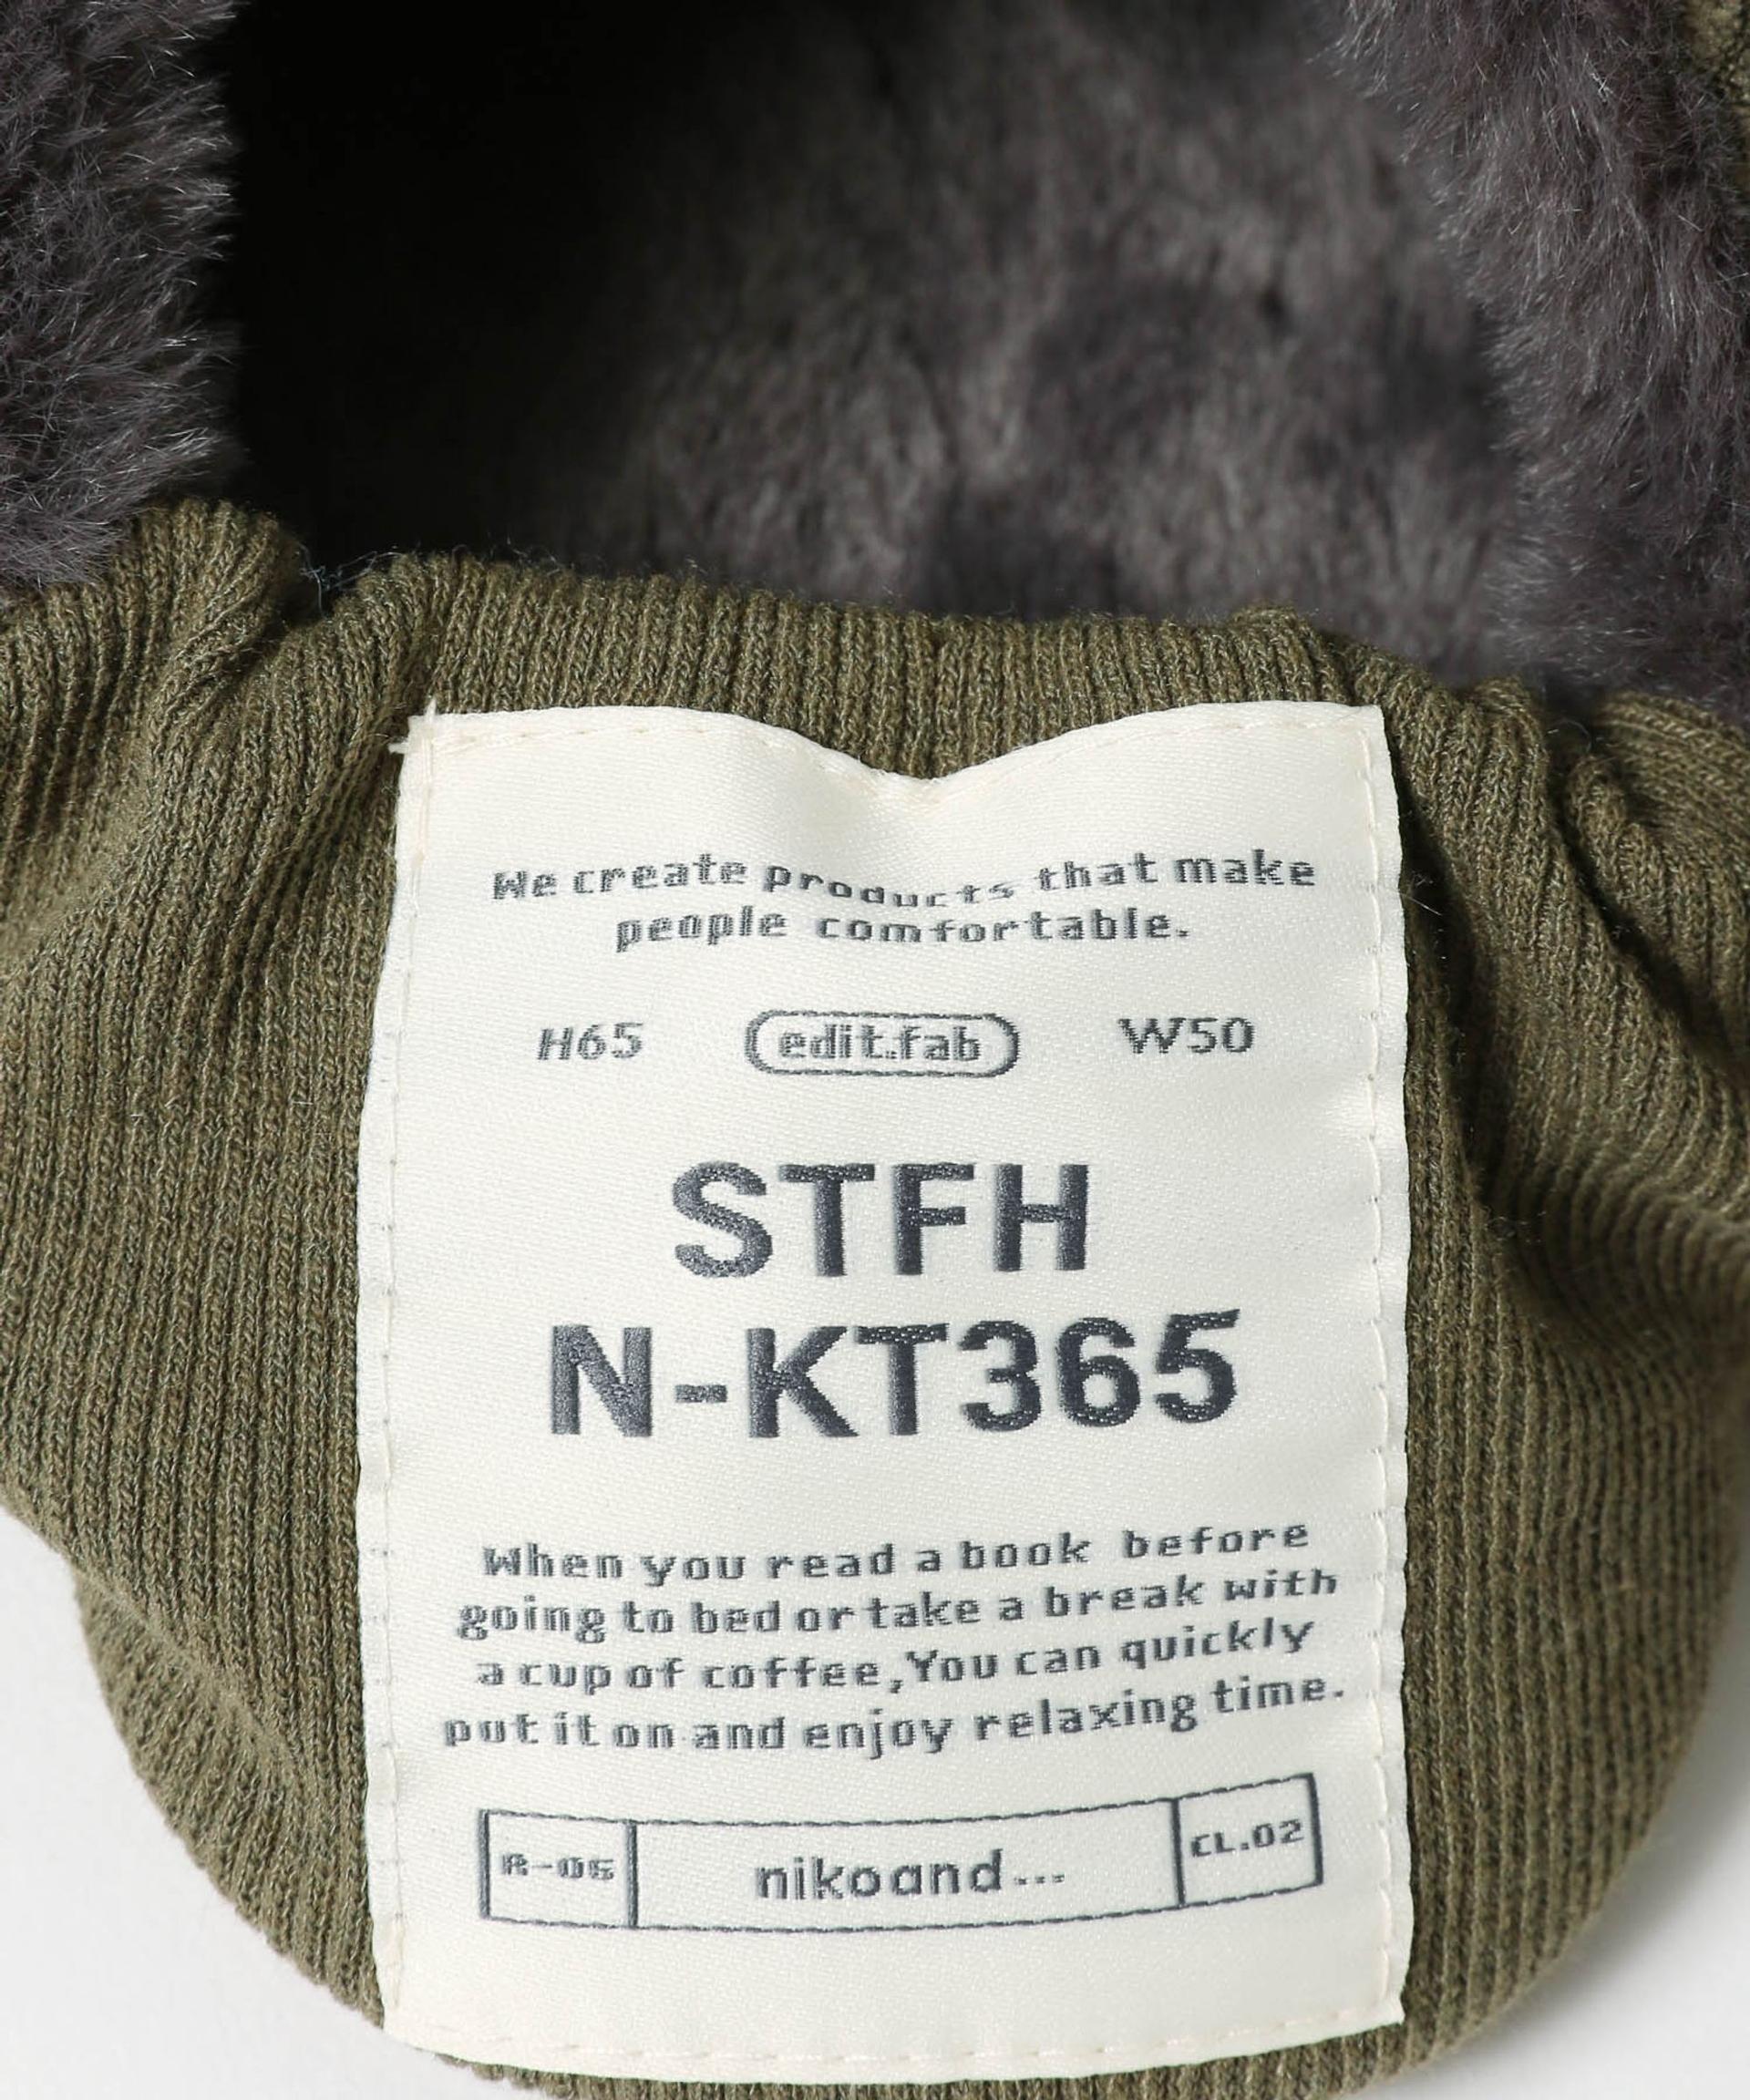 We create products that make
people comfortable.
H65 edit.fab W50
STFH
N-KT365
When you read a book before
going to bed or take a break with
a cup of coffee,You can quickly
put it on and enjoy relaxing time.
R-05 nikoand... CL.02